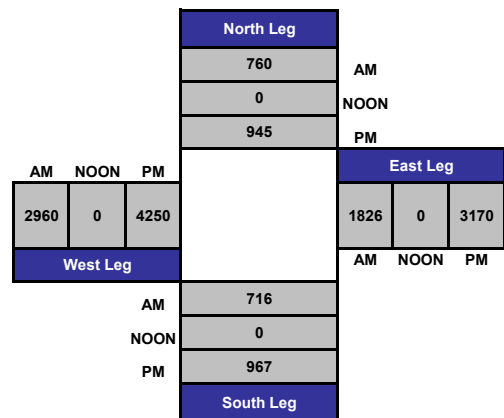 North Leg
760
AM
0
NOON
945
PM
AM NOON PM
East Leg
2960 0 4250
1826 0 3170
West Leg
AM NOON PM
AM
716
NOON
0
PM
967
South Leg